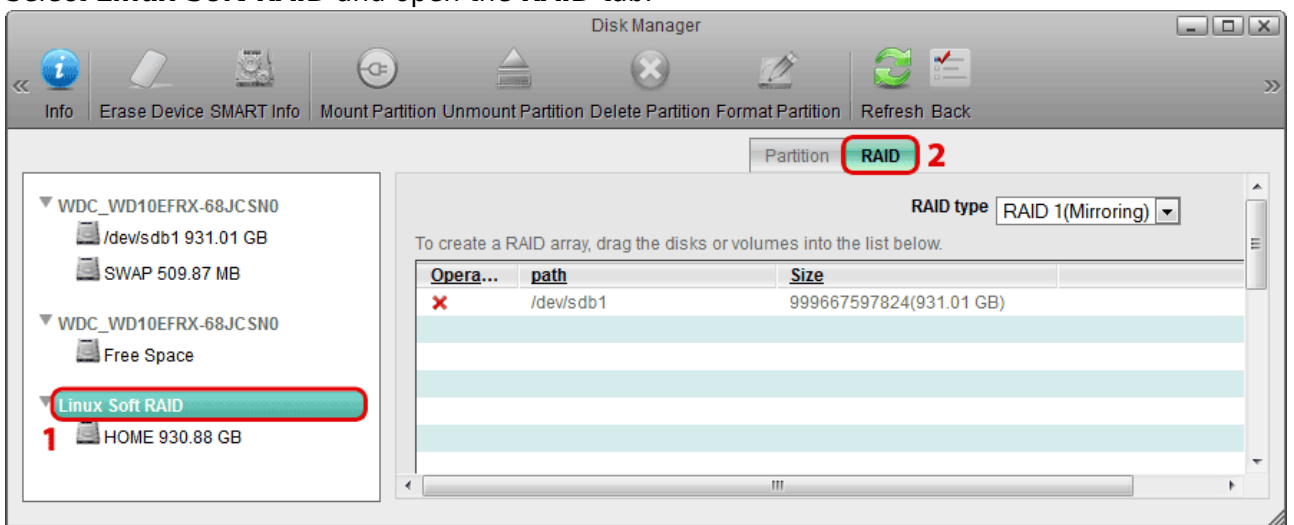 Select Linux Soft RAID and open the RAID tab.
Disk Manager
Info Erase Device SMART Info Mount Partition Unmount Partition Delete Partition Format Partition Refresh Back
Partition RAID 2
WDC_WD10EFRX-68JCSN0
/dev/sdb1 931.01 GB
SWAP 509.87 MB
WDC_WD10EFRX-68JCSN0
Free Space
Linux Soft RAID
1 HOME 930.88 GB
RAID type RAID 1(Mirroring)
To create a RAID array, drag the disks or volumes into the list below.
Opera... path Size
/dev/sdb1 999667597824(931.01 GB)